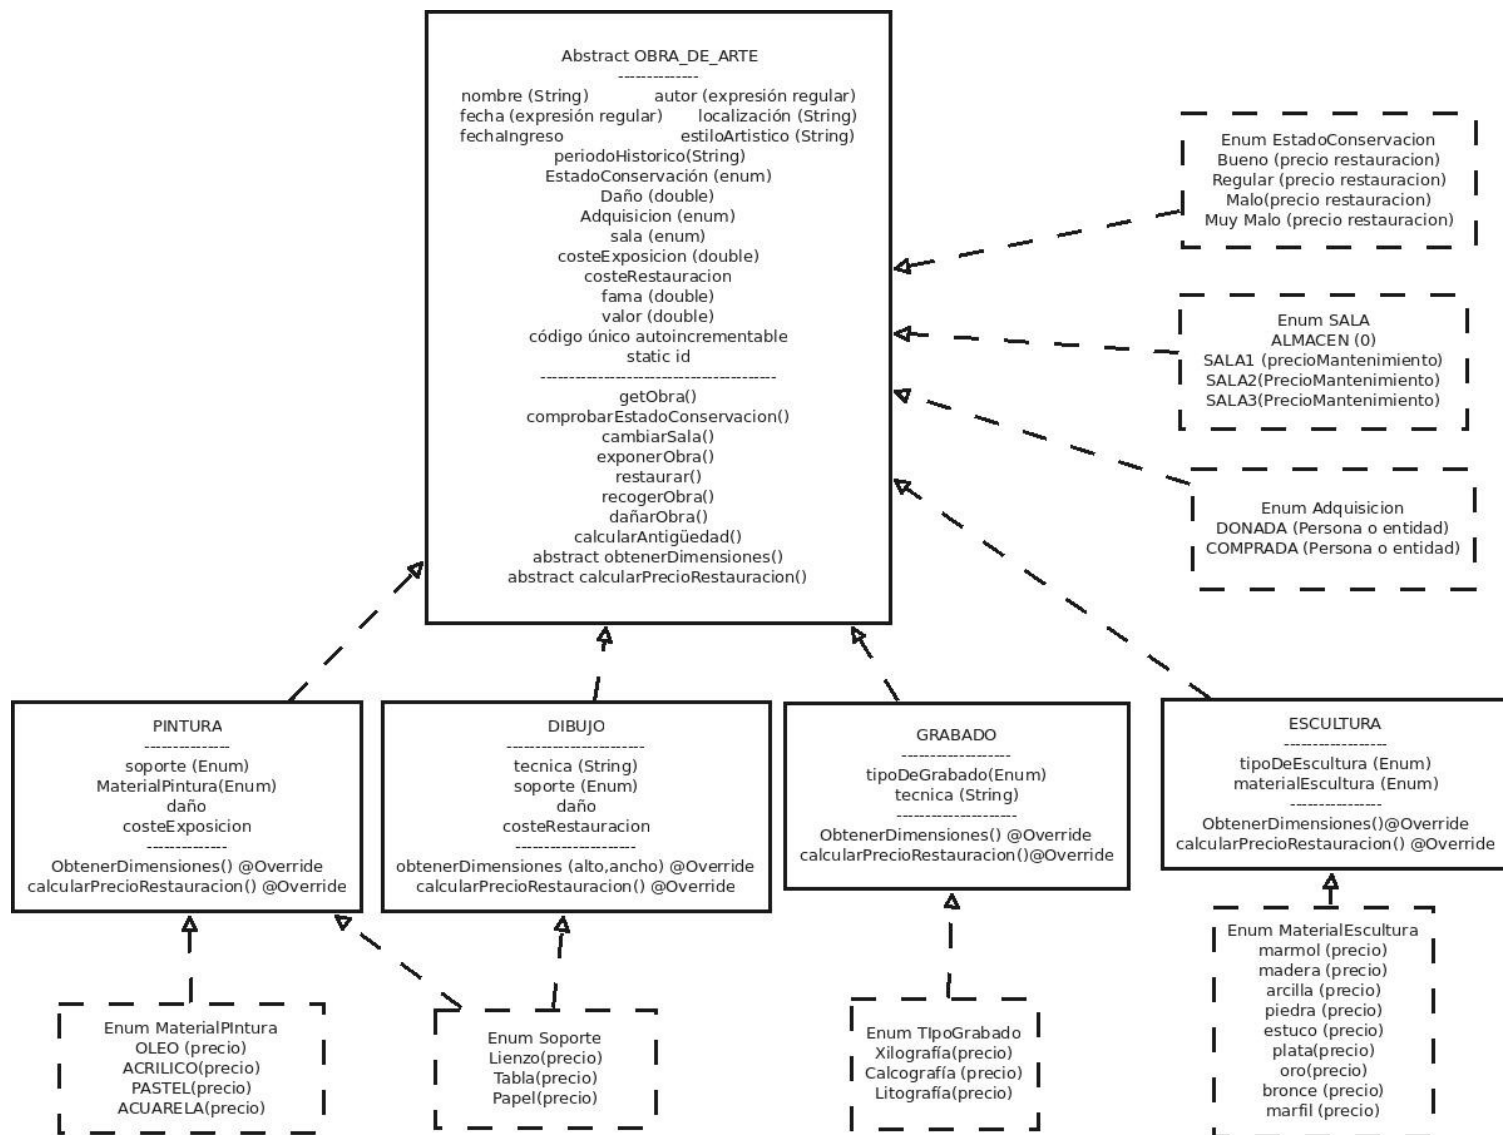 Abstract OBRA_DE_ARTE
--------------
nombre (String) autor (expresión regular)
fecha (expresión regular) localización (String)
fechaIngreso estiloArtistico (String)
periodoHistorico(String)
EstadoConservación (enum)
Daño (double)
Adquisicion (enum)
sala (enum)
costeExposicion (double)
costeRestauracion
fama (double)
valor (double)
código único autoincrementable
static id
-----------------------------------------
getObra()
comprobarEstadoConservacion()
cambiarSala()
exponerObra()
restaurar()
recogerObra()
dañarObra()
calcularAntigüedad()
abstract obtenerDimensiones()
abstract calcularPrecioRestauracion()
Enum EstadoConservacion
Bueno (precio restauracion)
Regular (precio restauracion)
Malo(precio restauracion)
Muy Malo (precio restauracion)
Enum SALA
ALMACEN (0)
SALA1 (precioMantenimiento)
SALA2(PrecioMantenimiento)
SALA3(PrecioMantenimiento)
Enum Adquisicion
DONADA (Persona o entidad)
COMPRADA (Persona o entidad)
PINTURA
---------------
soporte (Enum)
MaterialPintura(Enum)
daño
costeExposicion
--------------
ObtenerDimensiones() @Override
calcularPrecioRestauracion() @Override
DIBUJO
------------------------
tecnica (String)
soporte (Enum)
daño
costeRestauracion
---------------------
obtenerDimensiones (alto,ancho) @Override
calcularPrecioRestauracion() @Override
GRABADO
-------------------
tipoDeGrabado(Enum)
tecnica (String)
---------------------
ObtenerDimensiones() @Override
calcularPrecioRestauracion()@Override
ESCULTURA
------------------
tipoDeEscultura (Enum)
materialEscultura (Enum)
----------------
ObtenerDimensiones()@Override
calcularPrecioRestauracion() @Override
Enum MaterialPIntura
OLEO (precio)
ACRILICO(precio)
PASTEL(precio)
ACUARELA(precio)
Enum Soporte
Lienzo(precio)
Tabla(precio)
Papel(precio)
Enum TIpoGrabado
Xilografía(precio)
Calcografía (precio)
Litografía(precio)
Enum MaterialEscultura
marmol (precio)
madera (precio)
arcilla (precio)
piedra (precio)
estuco (precio)
plata(precio)
oro(precio)
bronce (precio)
marfil (precio)